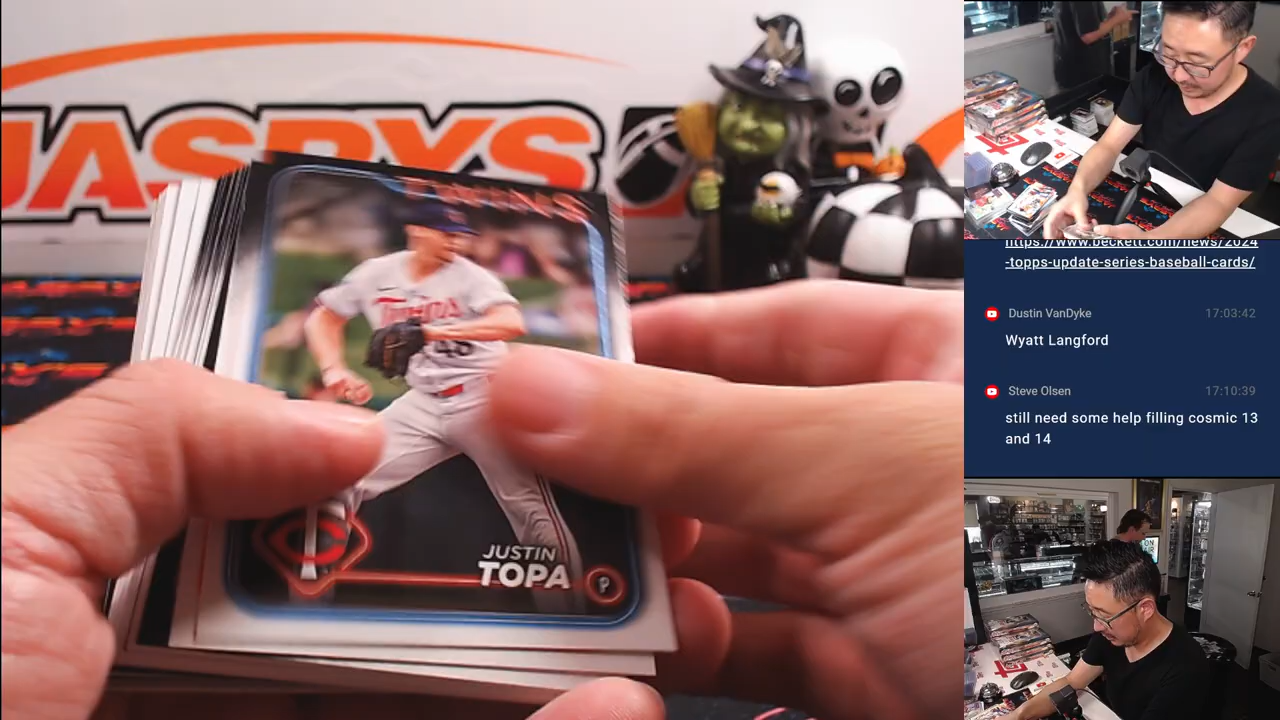 JASPYS
TWINS
TWINS
48
JUSTIN
TOPA
P
https://www.beckett.com/news/2024
-topps-update-series-baseball-cards/
Dustin VanDyke 17:03:42
Wyatt Langford
Steve Olsen 17:10:39
still need some help filling cosmic 13
and 14